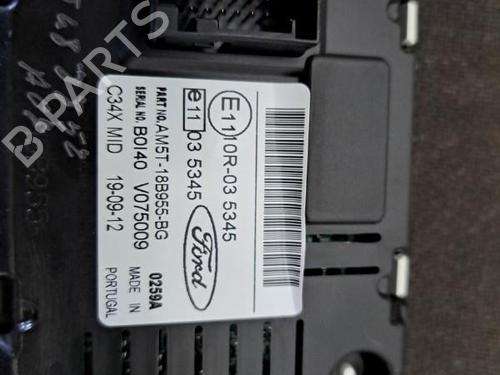 E11 10R-03 5345
e11 03 5345
Ford
PART NO. AM5T-18B955-BG
SERIAL NO. BOI40 V075009
C34X MID 19-09-12
0259A
MADE IN
PORTUGAL
B-PARTS